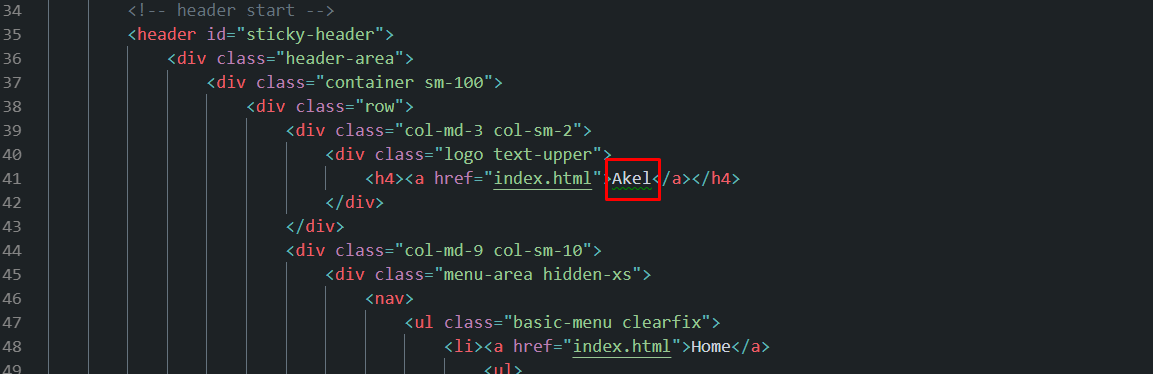 34 <!-- header start -->
35 <header id="sticky-header">
36 <div class="header-area">
37 <div class="container sm-100">
38 <div class="row">
39 <div class="col-md-3 col-sm-2">
40 <div class="logo text-upper">
41 <h4><a href="index.html">Akel</a></h4>
42 </div>
43 </div>
44 <div class="col-md-9 col-sm-10">
45 <div class="menu-area hidden-xs">
46 <nav>
47 <ul class="basic-menu clearfix">
48 <li><a href="index.html">Home</a>
49 <ul>